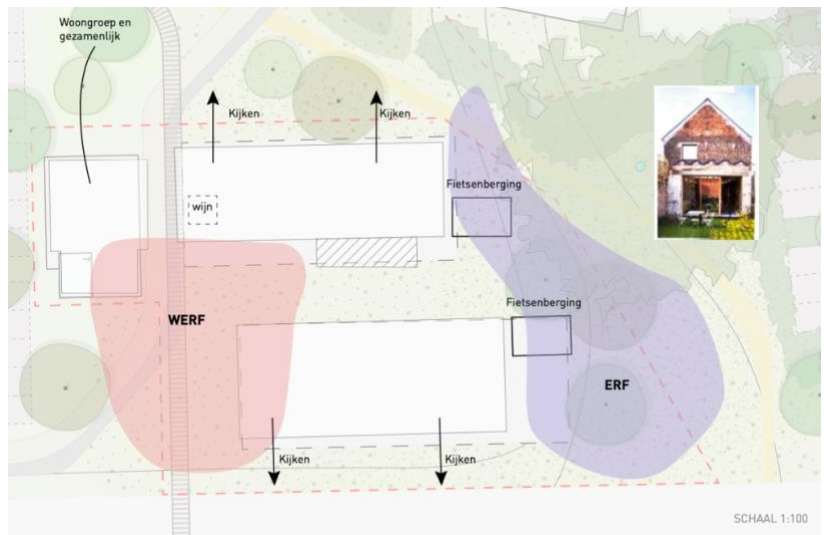 Woongroep en
gezamenlijk
Kijken
Kijken
Fietsenberging
wijn
Fietsenberging
WERF
ERF
Kijken
Kijken
SCHAAL 1:100